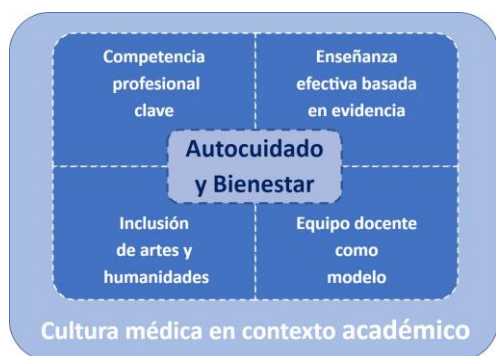 Competencia
profesional
clave
Enseñanza
efectiva basada
en evidencia
Autocuidado
y Bienestar
Inclusión
de artes y
humanidades
Equipo docente
como
modelo
Cultura médica en contexto académico